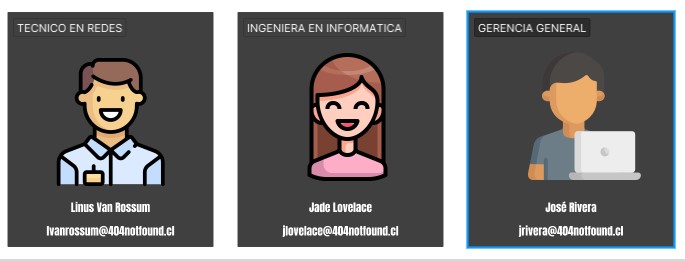 TECNICO EN REDES
Linus Van Rossum
lvanrossum@404notfound.cl
INGENIERA EN INFORMATICA
Jade Lovelace
jlovelace@404notfound.cl
GERENCIA GENERAL
José Rivera
jrivera@404notfound.cl